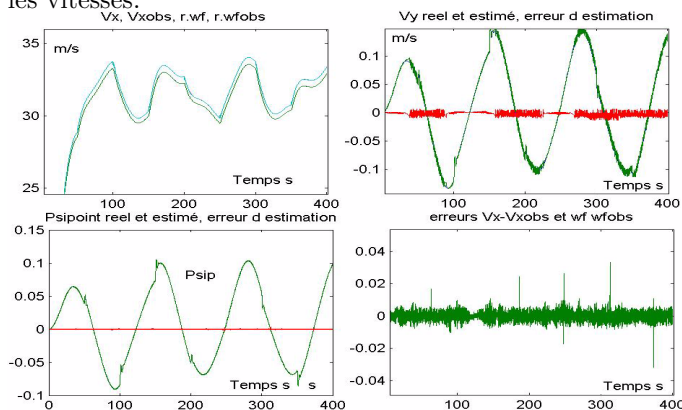 les vitesses.
Vx, Vxobs, r.wf, r.wfobs
35
m/s
30
25
Temps s
100 200 300 400
Vy reel et estimé, erreur d estimation
0.1
m/s
0.05
0
-0.05
-0.1
Temps s
100 200 300 400
Psipoint reel et estimé, erreur d estimation
0.15
0.1
Psip
0.05
0
-0.05
-0.1
Temps s s
0 100 200 300 400
erreurs Vx-Vxobs et wf wfobs
0.04
0.02
0
-0.02
-0.04
Temps s
100 200 300 400